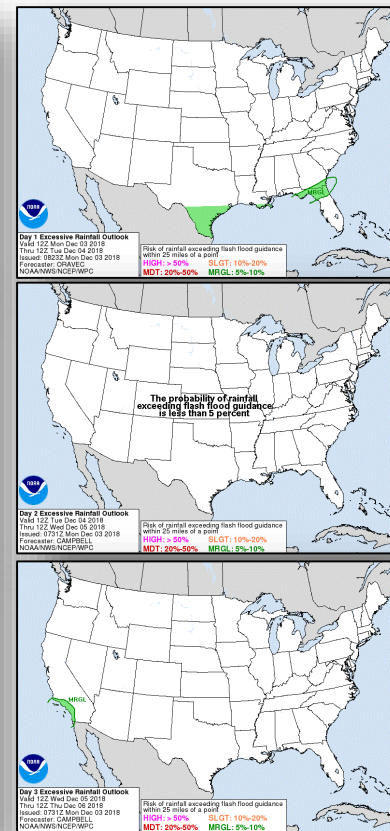 MRGL
noaa
Day 1 Excessive Rainfall Outlook
Valid 12Z Mon Dec 03 2018
Thru 12Z Tue Dec 04 2018
Issued: 0823Z Mon Dec 03 2018
Forecaster: ORAVEC
NOAA/NWS/NCEP/WPC
Risk of rainfall exceeding flash flood guidance
within 25 miles of a point
HIGH: > 50% SLGT: 10%-20%
MDT: 20%-50% MRGL: 5%-10%
The probability of rainfall
exceeding flash flood guidance
is less than 5 percent
noaa
Day 2 Excessive Rainfall Outlook
Valid 12Z Tue Dec 04 2018
Thru 12Z Wed Dec 05 2018
Issued: 0731Z Mon Dec 03 2018
Forecaster: CAMPBELL
NOAA/NWS/NCEP/WPC
Risk of rainfall exceeding flash flood guidance
within 25 miles of a point
HIGH: > 50% SLGT: 10%-20%
MDT: 20%-50% MRGL: 5%-10%
MRGL
noaa
Day 3 Excessive Rainfall Outlook
Valid 12Z Wed Dec 05 2018
Thru 12Z Thu Dec 06 2018
Issued: 0731Z Mon Dec 03 2018
Forecaster: CAMPBELL
NOAA/NWS/NCEP/WPC
Risk of rainfall exceeding flash flood guidance
within 25 miles of a point
HIGH: > 50% SLGT: 10%-20%
MDT: 20%-50% MRGL: 5%-10%